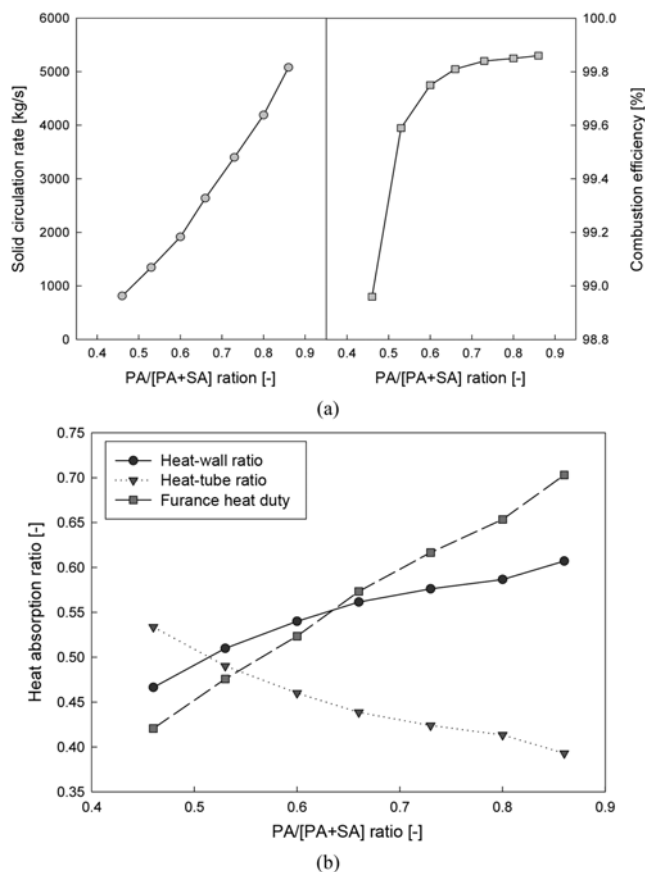 6000
5000
4000
3000
2000
1000
0
Solid circulation rate [kg/s]
0.4 0.5 0.6 0.7 0.8 0.9
PA/[PA+SA] ration [-]
100.0
99.8
99.6
99.4
99.2
99.0
98.8
Combustion efficiency [%]
0.4 0.5 0.6 0.7 0.8 0.9
PA/[PA+SA] ration [-]
(a)
0.75
0.70
0.65
0.60
0.55
0.50
0.45
0.40
0.35
Heat absorption ratio [-]
Heat-wall ratio
Heat-tube ratio
Furance heat duty
0.4 0.5 0.6 0.7 0.8 0.9
PA/[PA+SA] ratio [-]
(b)